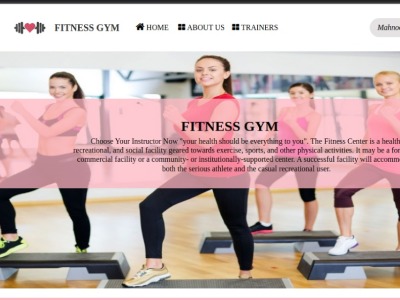 FITNESS GYM
HOME ABOUT US TRAINERS
Mahnoo
FITNESS GYM
Choose Your Instructor Now "your health should be everything to you". The Fitness Center is a health
recreational, and social facility geared towards exercise, sports, and other physical activities. It may be a for
commercial facility or a community- or institutionally-supported center. A successful facility will accomm
both the serious athlete and the casual recreational user.